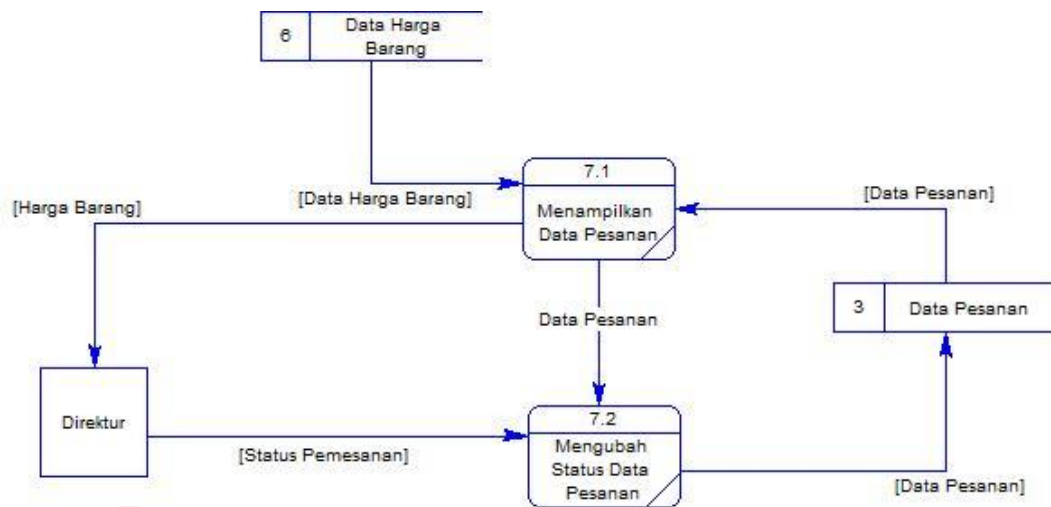 6
Data Harga
Barang
7.1
[Data Pesanan]
[Harga Barang]
[Data Harga Barang]
Menampilkan
Data Pesanan
3
Data Pesanan
Data Pesanan
Direktur
7.2
[Status Pemesanan]
Mengubah
Status Data
Pesanan
[Data Pesanan]